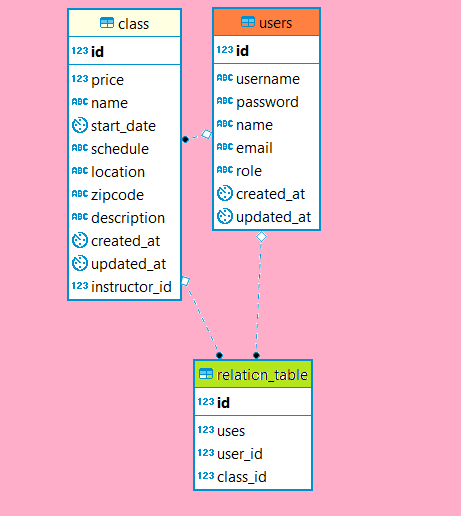 class
123 id
123 price
ABC name
start_date
ABC schedule
ABC location
ABC zipcode
ABC description
created_at
updated_at
123 instructor_id
users
123 id
ABC username
ABC password
ABC name
ABC email
ABC role
created_at
updated_at
relation_table
123 id
123 uses
123 user_id
123 class_id